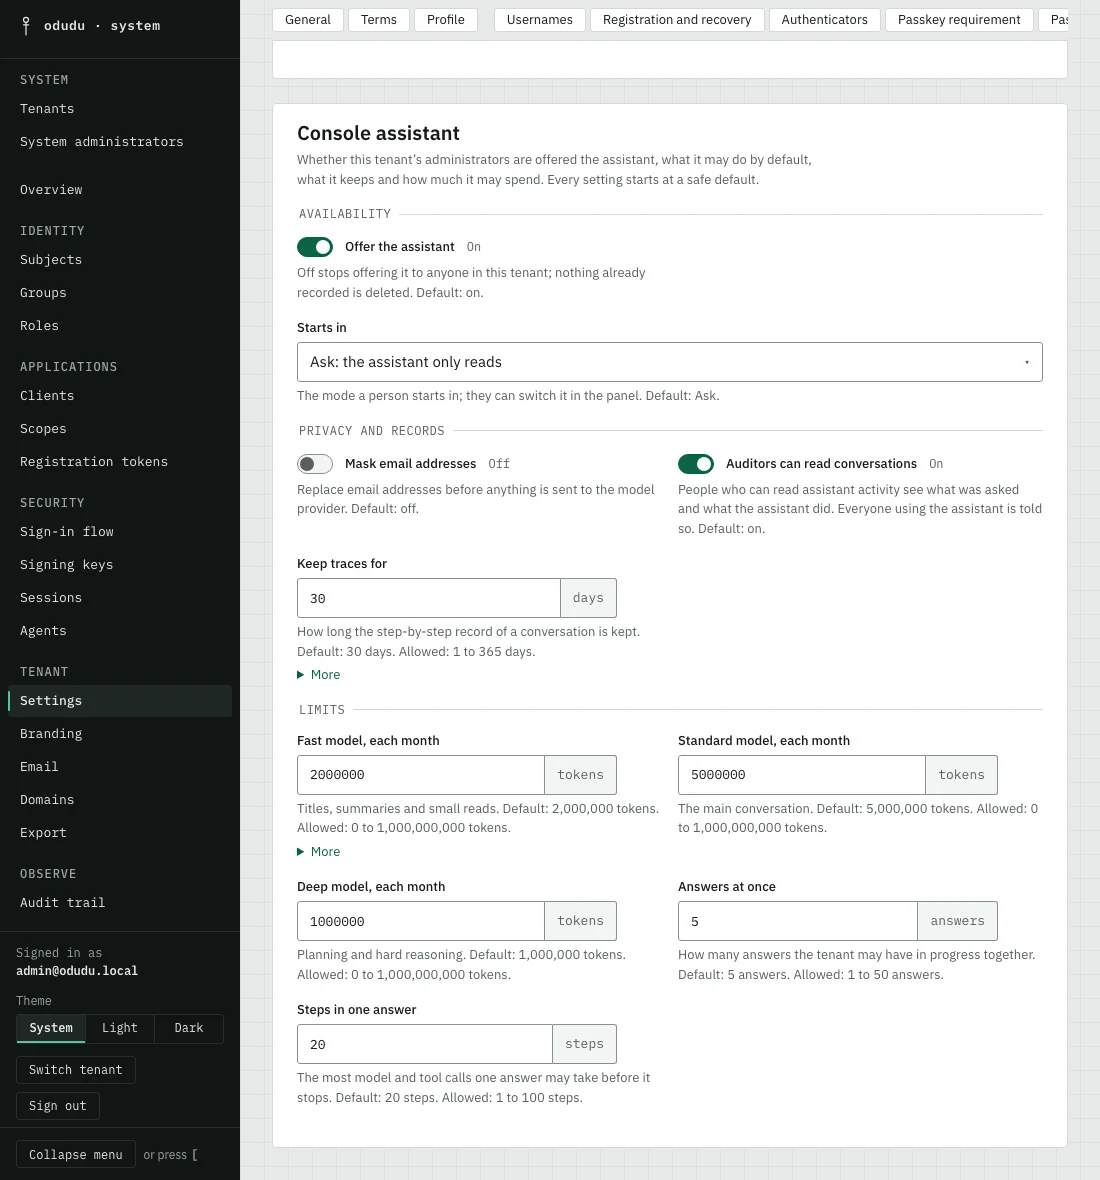 odudu · system
SYSTEM
Tenants
System administrators
Overview
IDENTITY
Subjects
Groups
Roles
APPLICATIONS
Clients
Scopes
Registration tokens
SECURITY
Sign-in flow
Signing keys
Sessions
Agents
TENANT
Settings
Branding
Email
Domains
Export
OBSERVE
Audit trail
Signed in as
admin@odudu.local
Theme
System Light Dark
Switch tenant
Sign out
Collapse menu or press [
General Terms Profile Usernames Registration and recovery Authenticators Passkey requirement
Console assistant
Whether this tenant’s administrators are offered the assistant, what it may do by default,
what it keeps and how much it may spend. Every setting starts at a safe default.
AVAILABILITY
Offer the assistant On
Off stops offering it to anyone in this tenant; nothing already
recorded is deleted. Default: on.
Starts in
Ask: the assistant only reads
The mode a person starts in; they can switch it in the panel. Default: Ask.
PRIVACY AND RECORDS
Mask email addresses Off
Replace email addresses before anything is sent to the model
provider. Default: off.
Auditors can read conversations On
People who can read assistant activity see what was asked
and what the assistant did. Everyone using the assistant is told
so. Default: on.
Keep traces for
30 days
How long the step-by-step record of a conversation is kept.
Default: 30 days. Allowed: 1 to 365 days.
More
LIMITS
Fast model, each month
2000000 tokens
Titles, summaries and small reads. Default: 2,000,000 tokens.
Allowed: 0 to 1,000,000,000 tokens.
More
Standard model, each month
5000000 tokens
The main conversation. Default: 5,000,000 tokens. Allowed: 0
to 1,000,000,000 tokens.
Deep model, each month
1000000 tokens
Planning and hard reasoning. Default: 1,000,000 tokens.
Allowed: 0 to 1,000,000,000 tokens.
Answers at once
5 answers
How many answers the tenant may have in progress together.
Default: 5 answers. Allowed: 1 to 50 answers.
Steps in one answer
20 steps
The most model and tool calls one answer may take before it
stops. Default: 20 steps. Allowed: 1 to 100 steps.